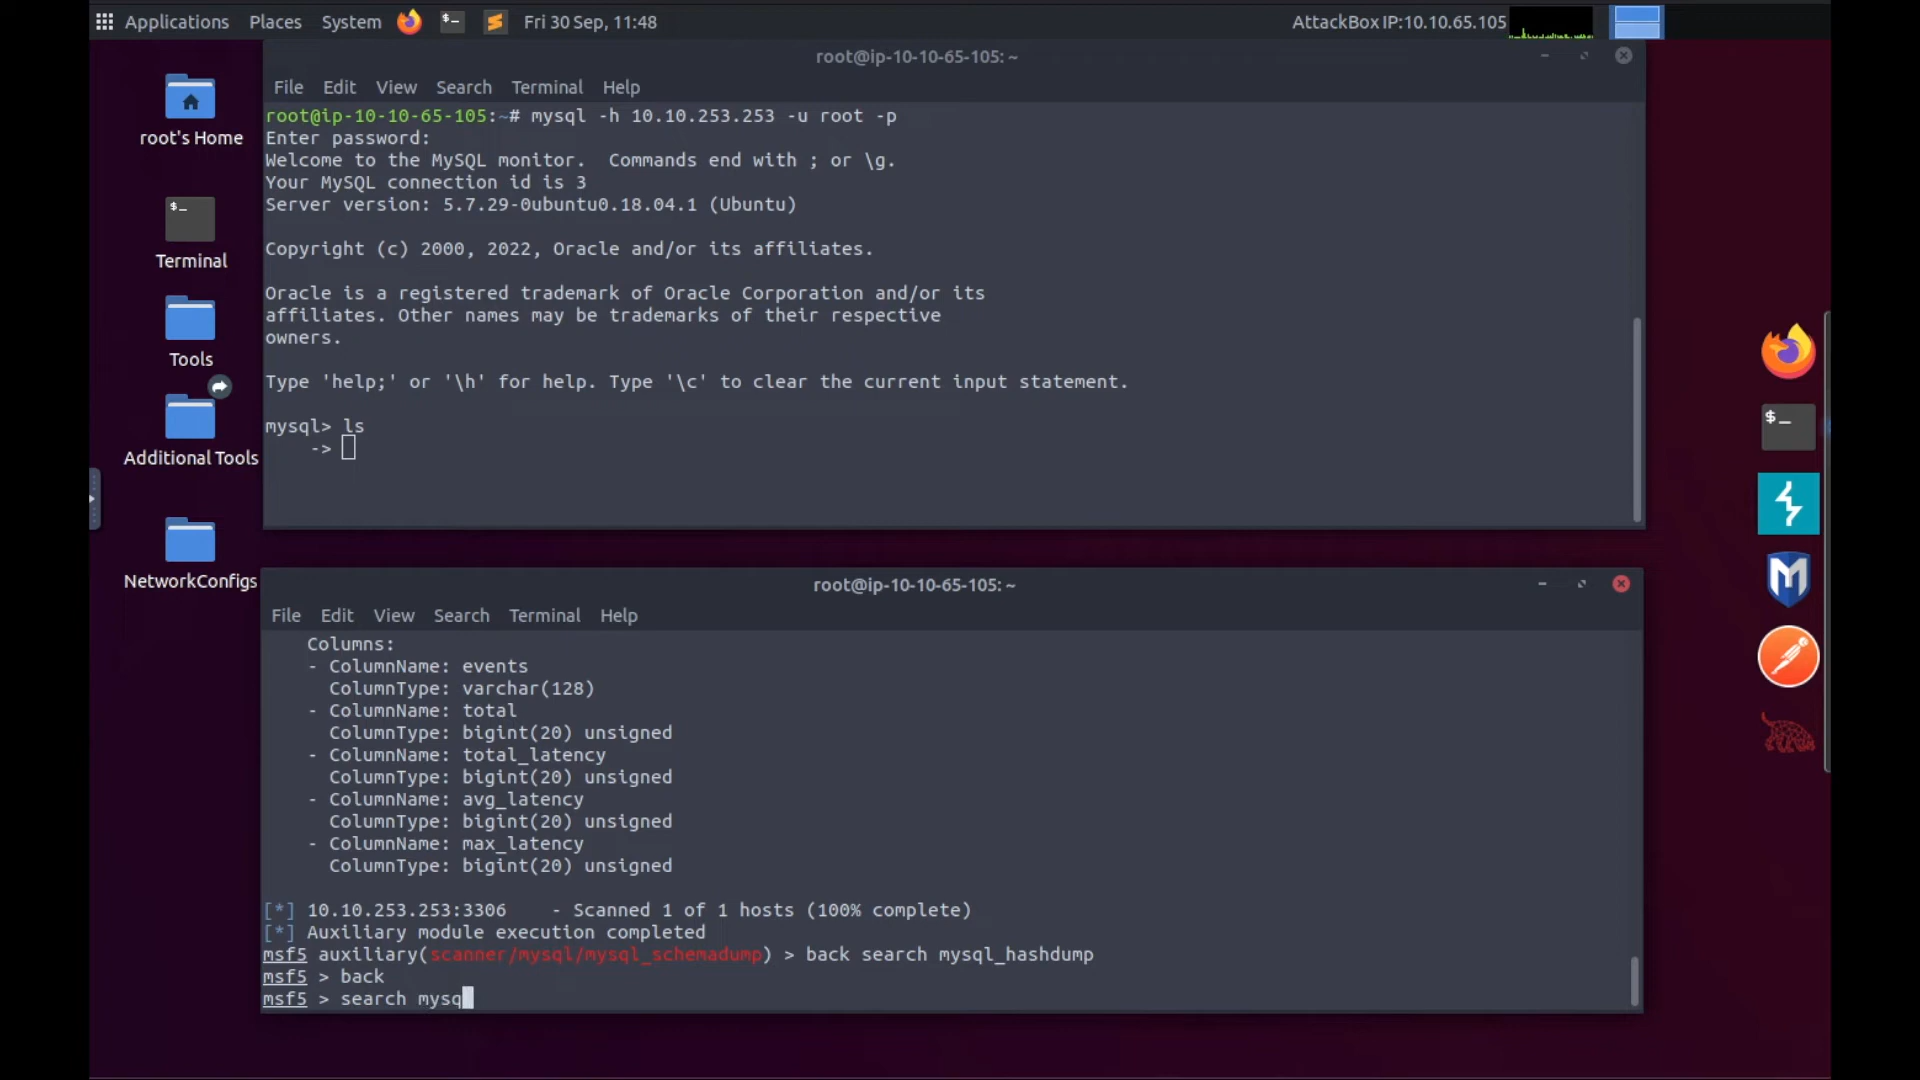 Applications Places System $- Fri 30 Sep, 11:48 AttackBox IP:10.10.65.105
root's Home
$_
Terminal
Tools
Additional Tools
NetworkConfigs
root@ip-10-10-65-105: ~
File Edit View Search Terminal Help
root@ip-10-10-65-105:~# mysql -h 10.10.253.253 -u root -p
Enter password:
Welcome to the MySQL monitor.  Commands end with ; or \g.
Your MySQL connection id is 3
Server version: 5.7.29-0ubuntu0.18.04.1 (Ubuntu)
Copyright (c) 2000, 2022, Oracle and/or its affiliates.
Oracle is a registered trademark of Oracle Corporation and/or its
affiliates. Other names may be trademarks of their respective
owners.
Type 'help;' or '\h' for help. Type '\c' to clear the current input statement.
mysql> ls
    ->
root@ip-10-10-65-105: ~
File Edit View Search Terminal Help
    Columns:
    - ColumnName: events
      ColumnType: varchar(128)
    - ColumnName: total
      ColumnType: bigint(20) unsigned
    - ColumnName: total_latency
      ColumnType: bigint(20) unsigned
    - ColumnName: avg_latency
      ColumnType: bigint(20) unsigned
    - ColumnName: max_latency
      ColumnType: bigint(20) unsigned
[*] 10.10.253.253:3306    - Scanned 1 of 1 hosts (100% complete)
[*] Auxiliary module execution completed
msf5 auxiliary(scanner/mysql/mysql_schemadump) > back search mysql_hashdump
msf5 > back
msf5 > search mysq
$_
M